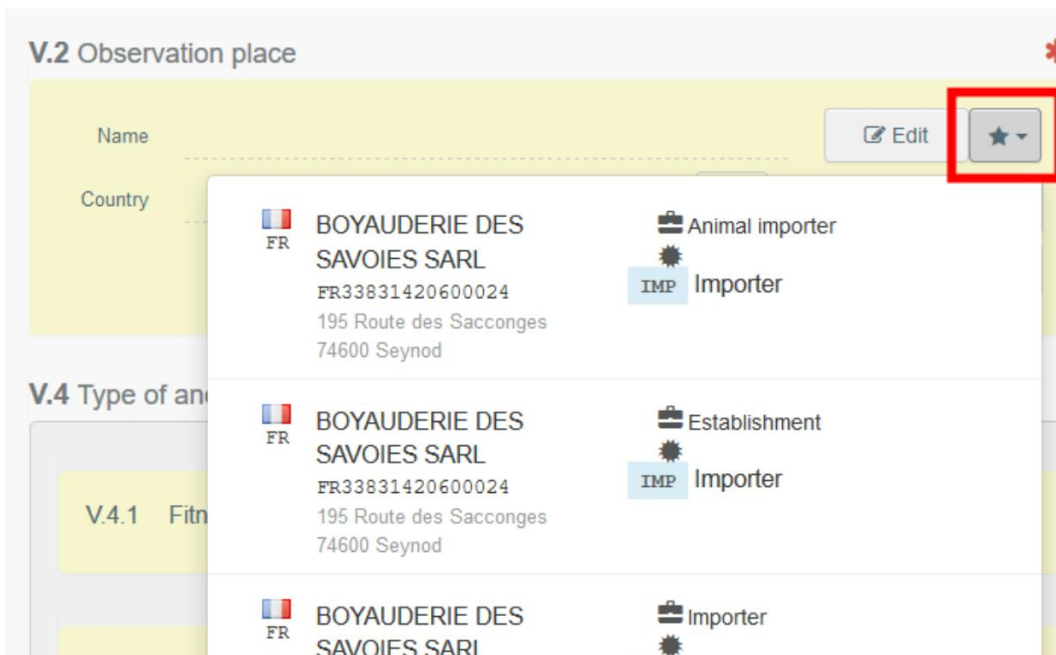 V.2 Observation place
Name
Edit
Country
FR
BOYAUDERIE DES
SAVOIES SARL
FR33831420600024
195 Route des Sacconges
74600 Seynod
Animal importer
IMP Importer
V.4 Type of an
FR
BOYAUDERIE DES
SAVOIES SARL
FR33831420600024
195 Route des Sacconges
74600 Seynod
Establishment
IMP Importer
V.4.1 Fitn
FR
BOYAUDERIE DES
SAVOIES SARL
Importer